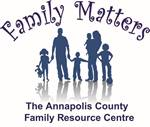 Family Matters
The Annapolis County
Family Resource Centre